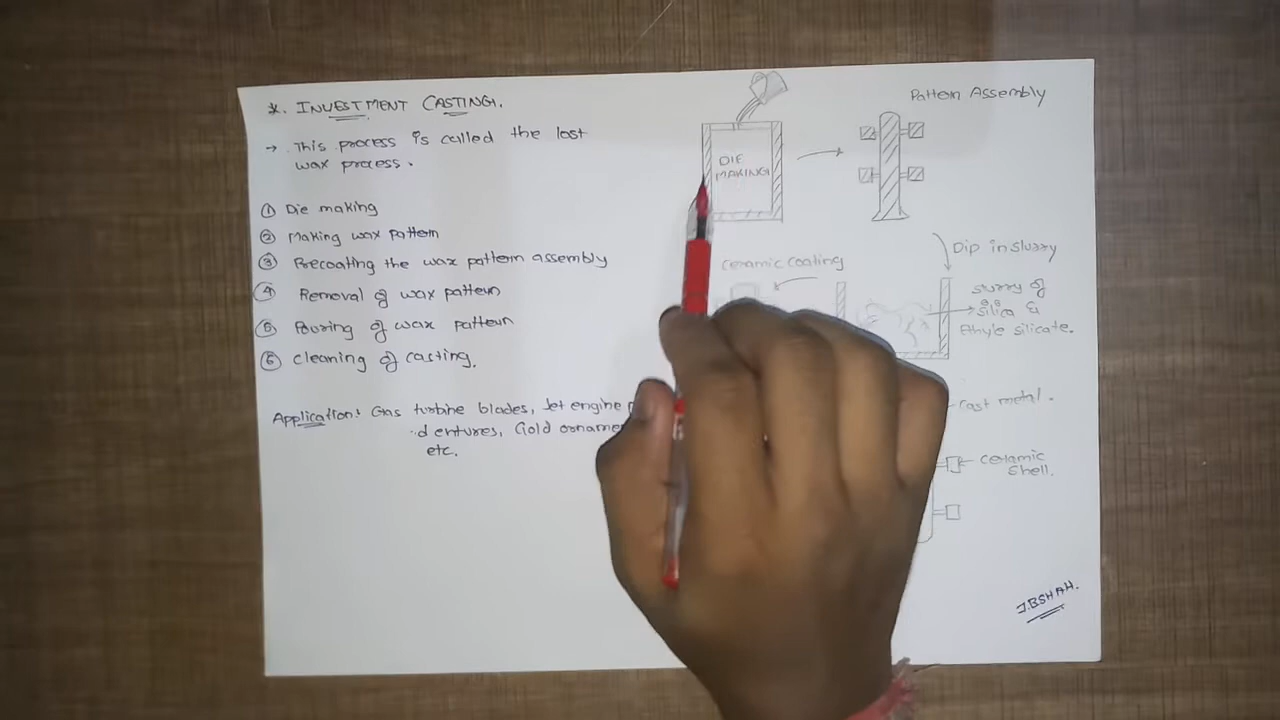 *. INVESTMENT CASTING.
→ This process is called the lost
wax process.
① Die making
② Making wax pattern
③ Precoating the wax pattern assembly
④ Removal of wax pattern
⑤ Pouring of wax pattern
⑥ cleaning of casting.
Application: Gas turbine blades, Jet engine
dentures, Gold
etc.
Pattern Assembly
DIE
MAKING
Dip in slurry
ceramic coating
slurry of
silica &
Ethyle silicate.
Cast metal.
ceramic
shell.
J.BSHAH.